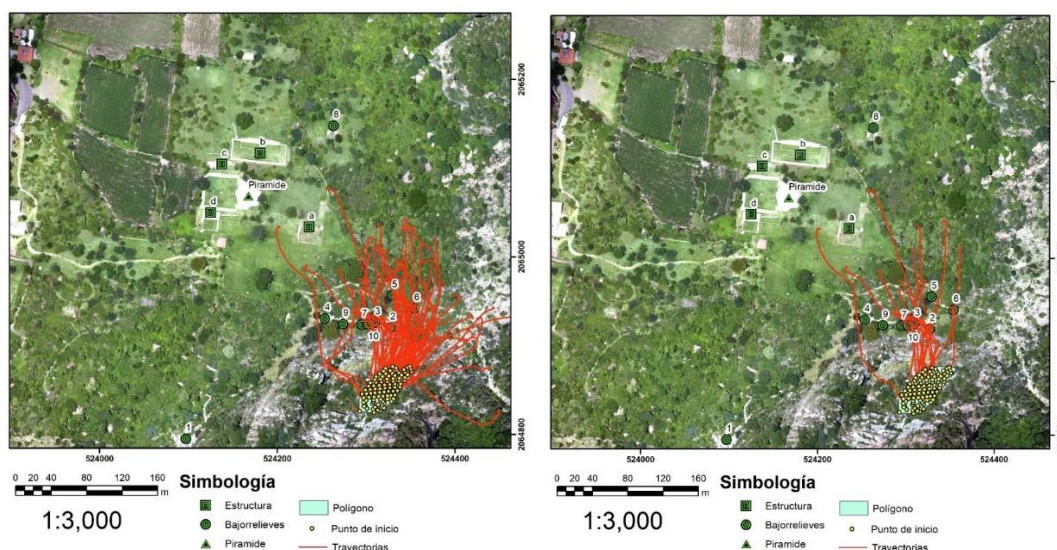 2065200
2065000
2064800
8
b
c
Piramide
d
a
5
6
4
9
7
3
2
10
1
13
524000
524200
524400
0 20 40 80 120 160
m
1:3,000
Simbología
Estructura
Bajorrelieves
Piramide
Polígono
Punto de inicio
Trayectorias
8
b
c
Piramide
d
a
5
6
4
9
7
3
2
10
1
13
524000
524200
524400
0 20 40 80 120 160
m
1:3,000
Simbología
Estructura
Bajorrelieves
Piramide
Polígono
Punto de inicio
Trayectorias